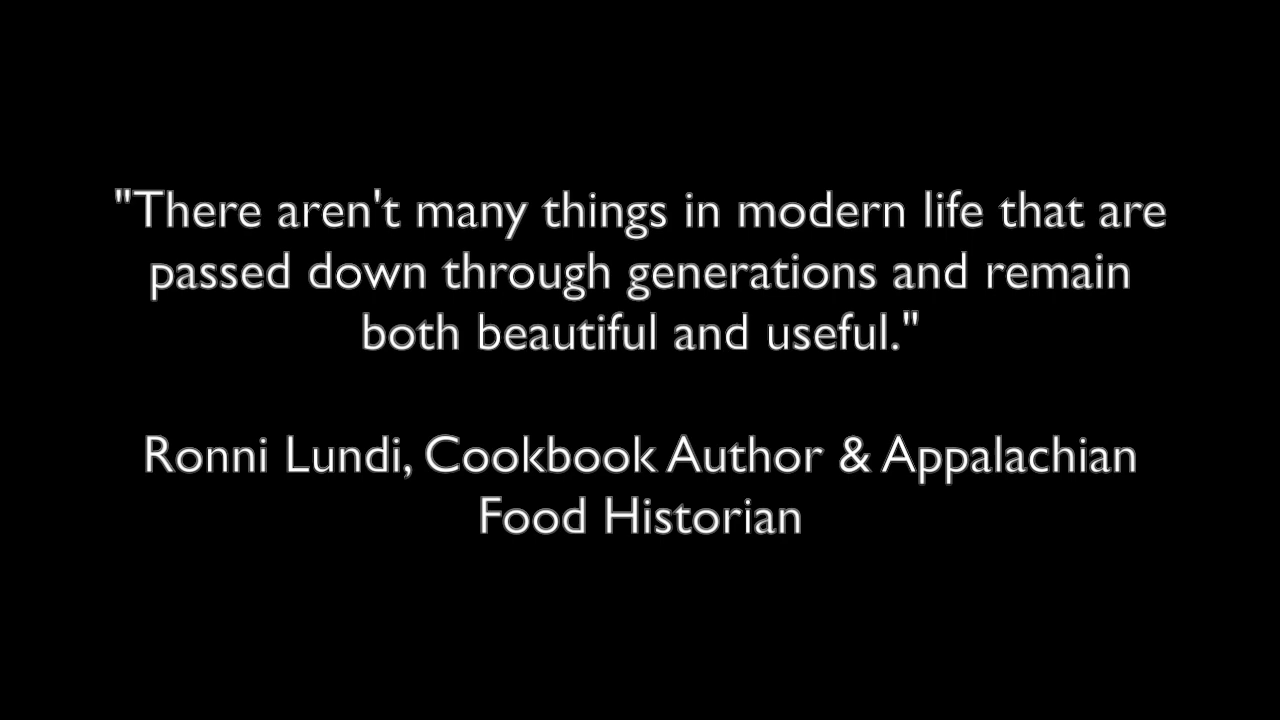 "There aren't many things in modern life that are
passed down through generations and remain
both beautiful and useful."
Ronni Lundi, Cookbook Author & Appalachian
Food Historian